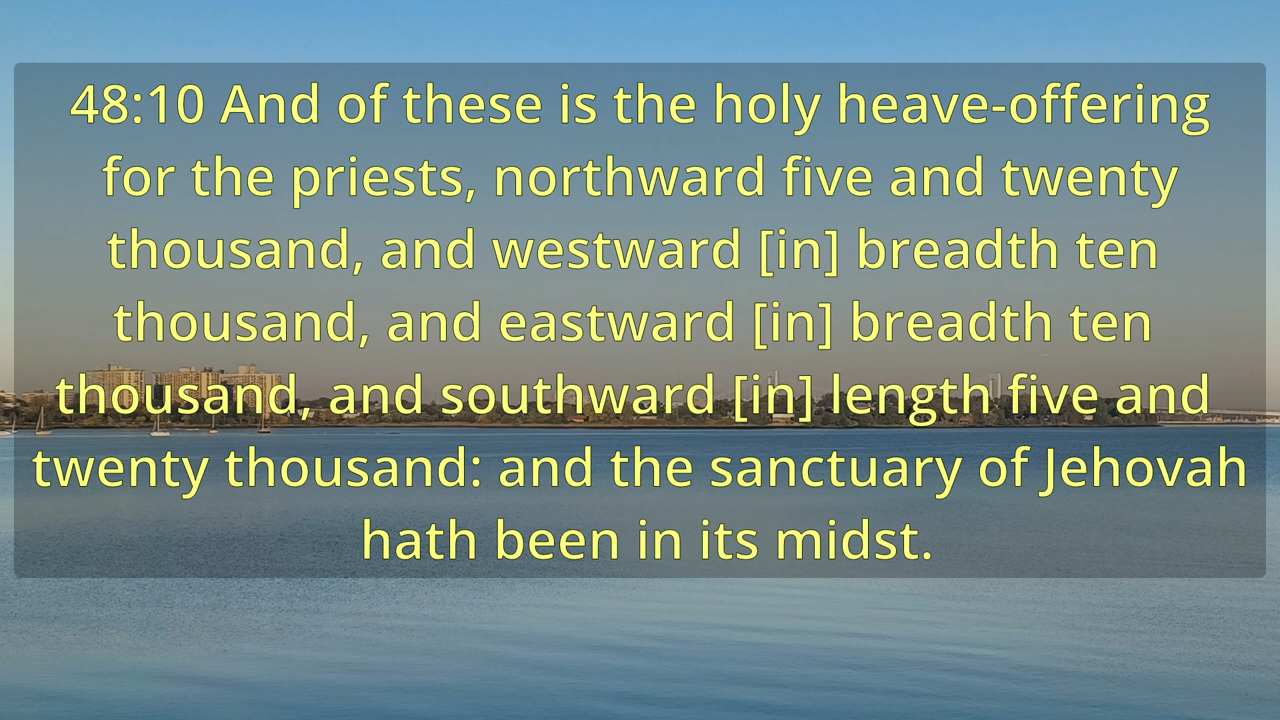 48:10 And of these is the holy heave-offering
for the priests, northward five and twenty
thousand, and westward [in] breadth ten
thousand, and eastward [in] breadth ten
thousand, and southward [in] length five and
twenty thousand: and the sanctuary of Jehovah
hath been in its midst.